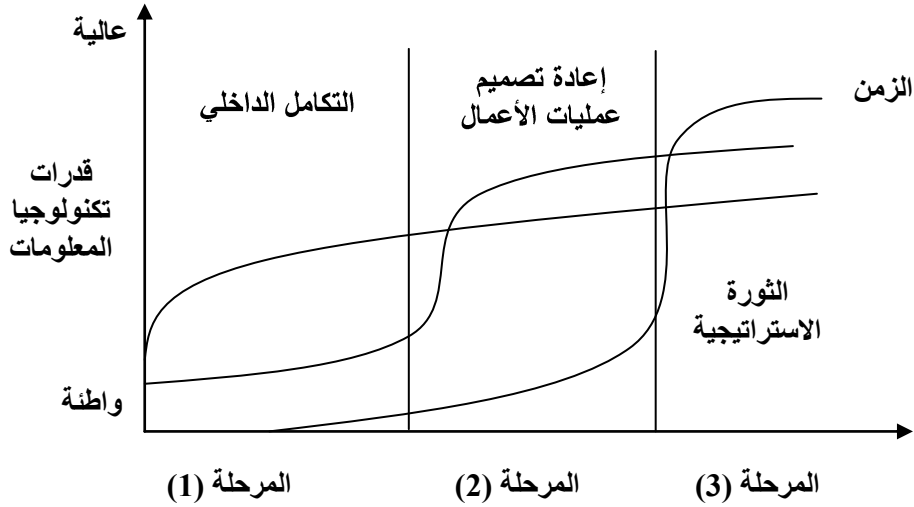 عالية
إعادة تصميم
عمليات الأعمال
التكامل الداخلي
الزمن
قدرات
تكنولوجيا
المعلومات
الثورة
الاستراتيجية
واطئة
المرحلة (1)
المرحلة (2)
المرحلة (3)